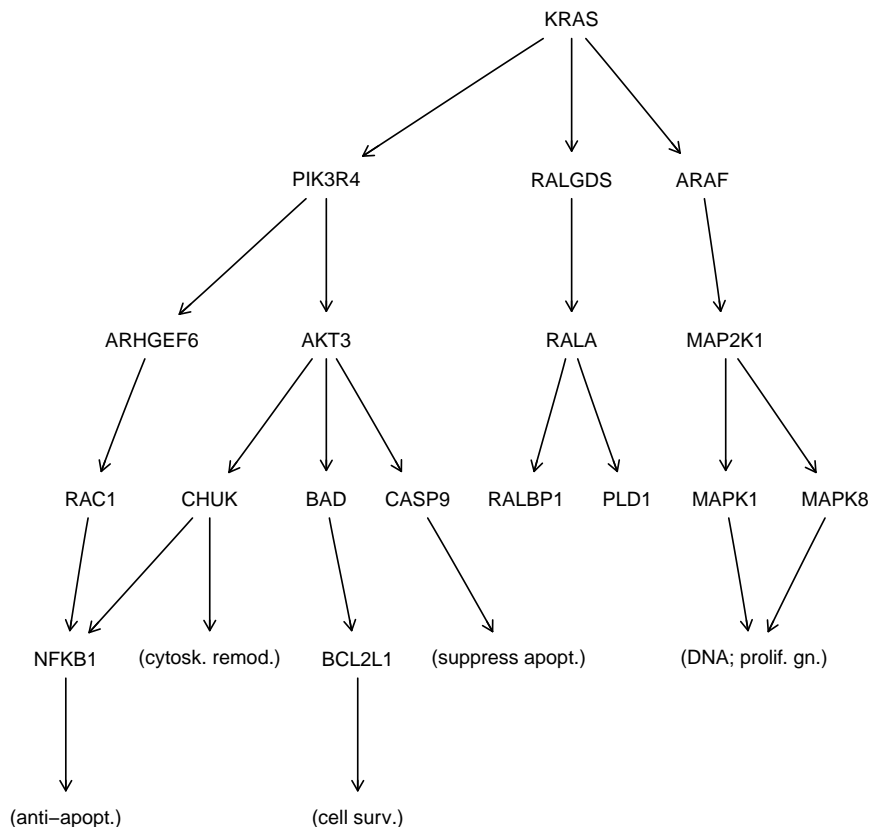 KRAS
PIK3R4 RALGDS ARAF
ARHGEF6 AKT3 RALA MAP2K1
RAC1 CHUK BAD CASP9 RALBP1 PLD1 MAPK1 MAPK8
NFKB1 (cytosk. remod.) BCL2L1 (suppress apopt.) (DNA; prolif. gn.)
(anti−apopt.) (cell surv.)